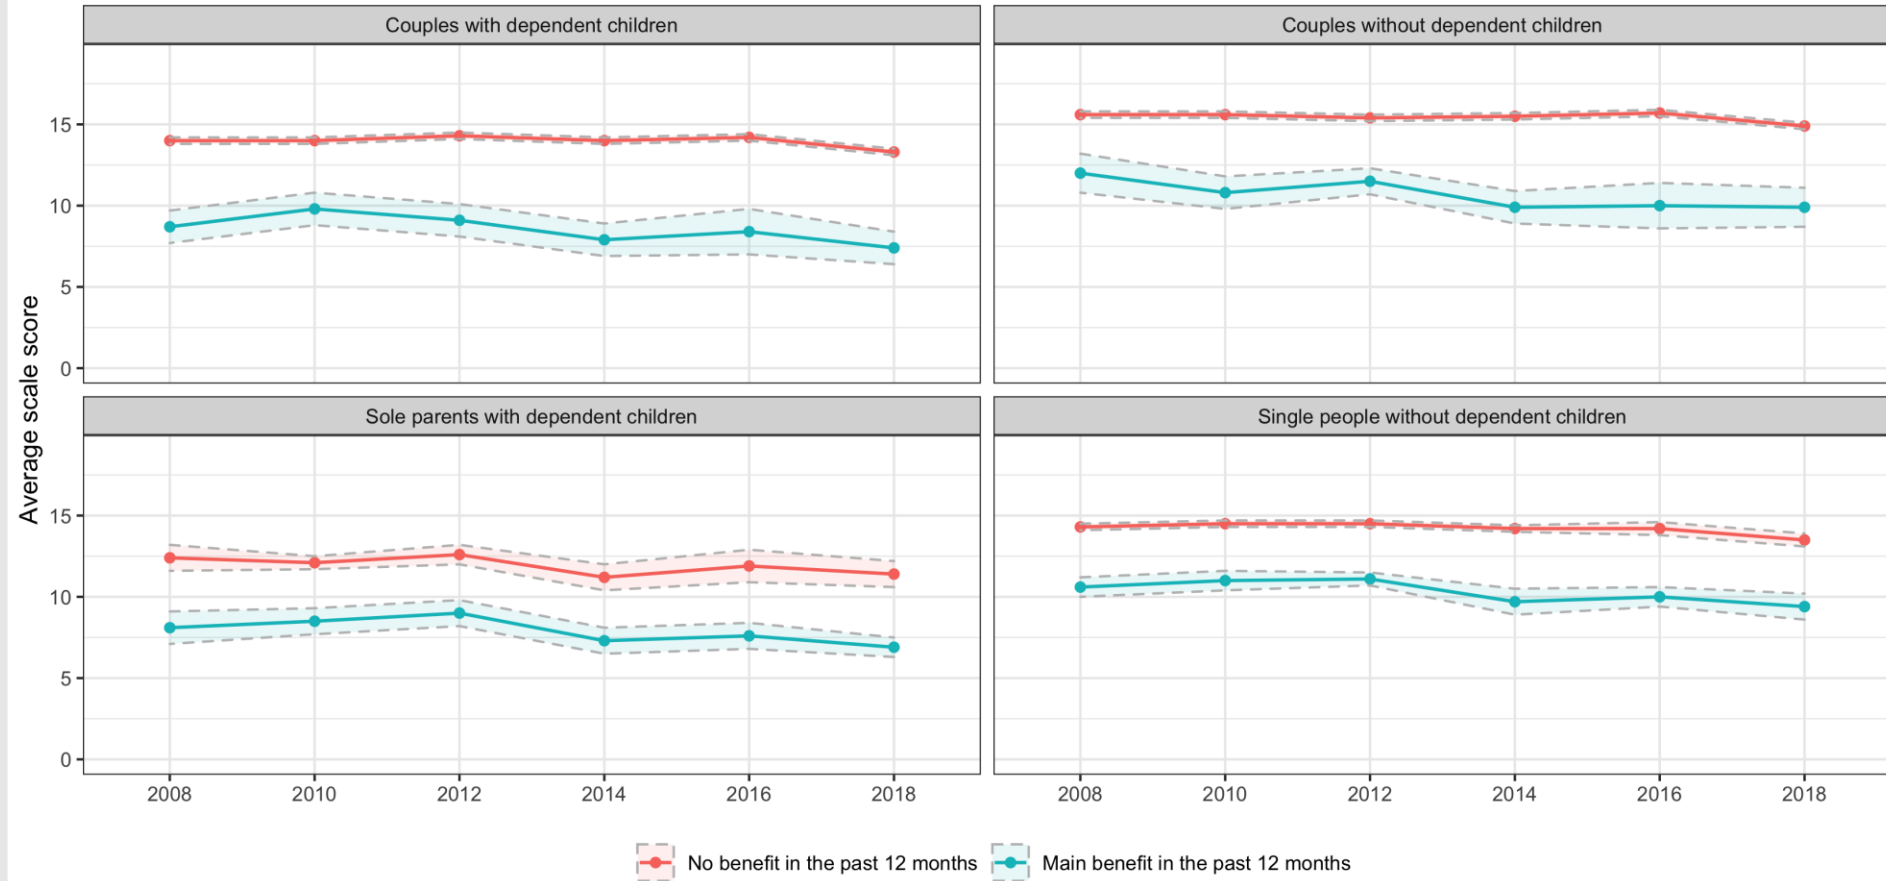 Couples with dependent children
Couples without dependent children
15
10
5
0
Average scale score
Sole parents with dependent children
Single people without dependent children
15
10
5
0
2008 2010 2012 2014 2016 2018
2008 2010 2012 2014 2016 2018
No benefit in the past 12 months
Main benefit in the past 12 months